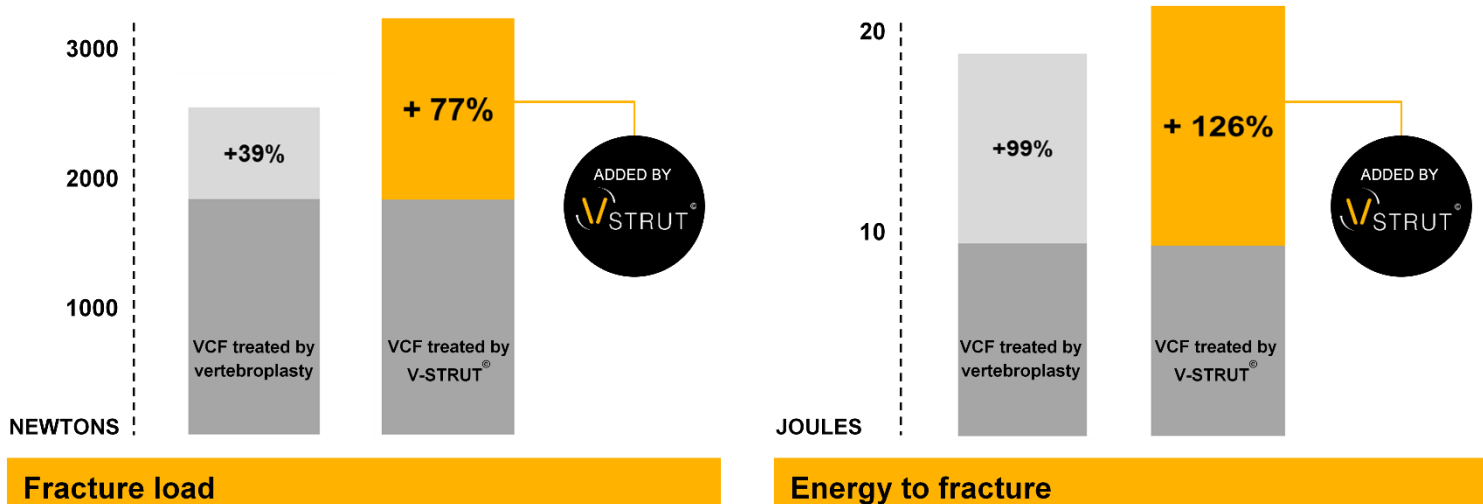 3000
2000
1000
NEWTONS
+39%
VCF treated by
vertebroplasty
+ 77%
VCF treated by
V-STRUT©
ADDED BY
V STRUT©
Fracture load
20
10
JOULES
+99%
VCF treated by
vertebroplasty
+ 126%
VCF treated by
V-STRUT©
ADDED BY
V STRUT©
Energy to fracture